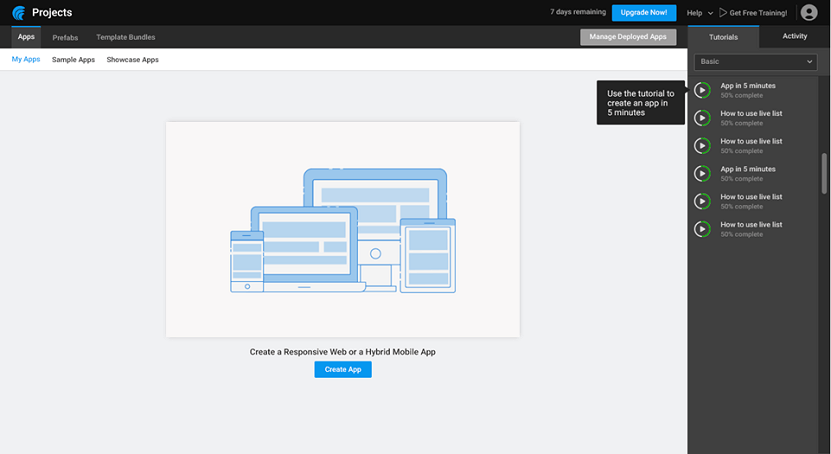 Projects
7 days remaining
Upgrade Now!
Help
Get Free Training!
Apps
Prefabs
Template Bundles
Manage Deployed Apps
Tutorials
Activity
My Apps
Sample Apps
Showcase Apps
Basic
Use the tutorial to
create an app in
5 minutes
App in 5 minutes
50% complete
How to use live list
50% complete
How to use live list
50% complete
App in 5 minutes
50% complete
How to use live list
50% complete
How to use live list
50% complete
Create a Responsive Web or a Hybrid Mobile App
Create App